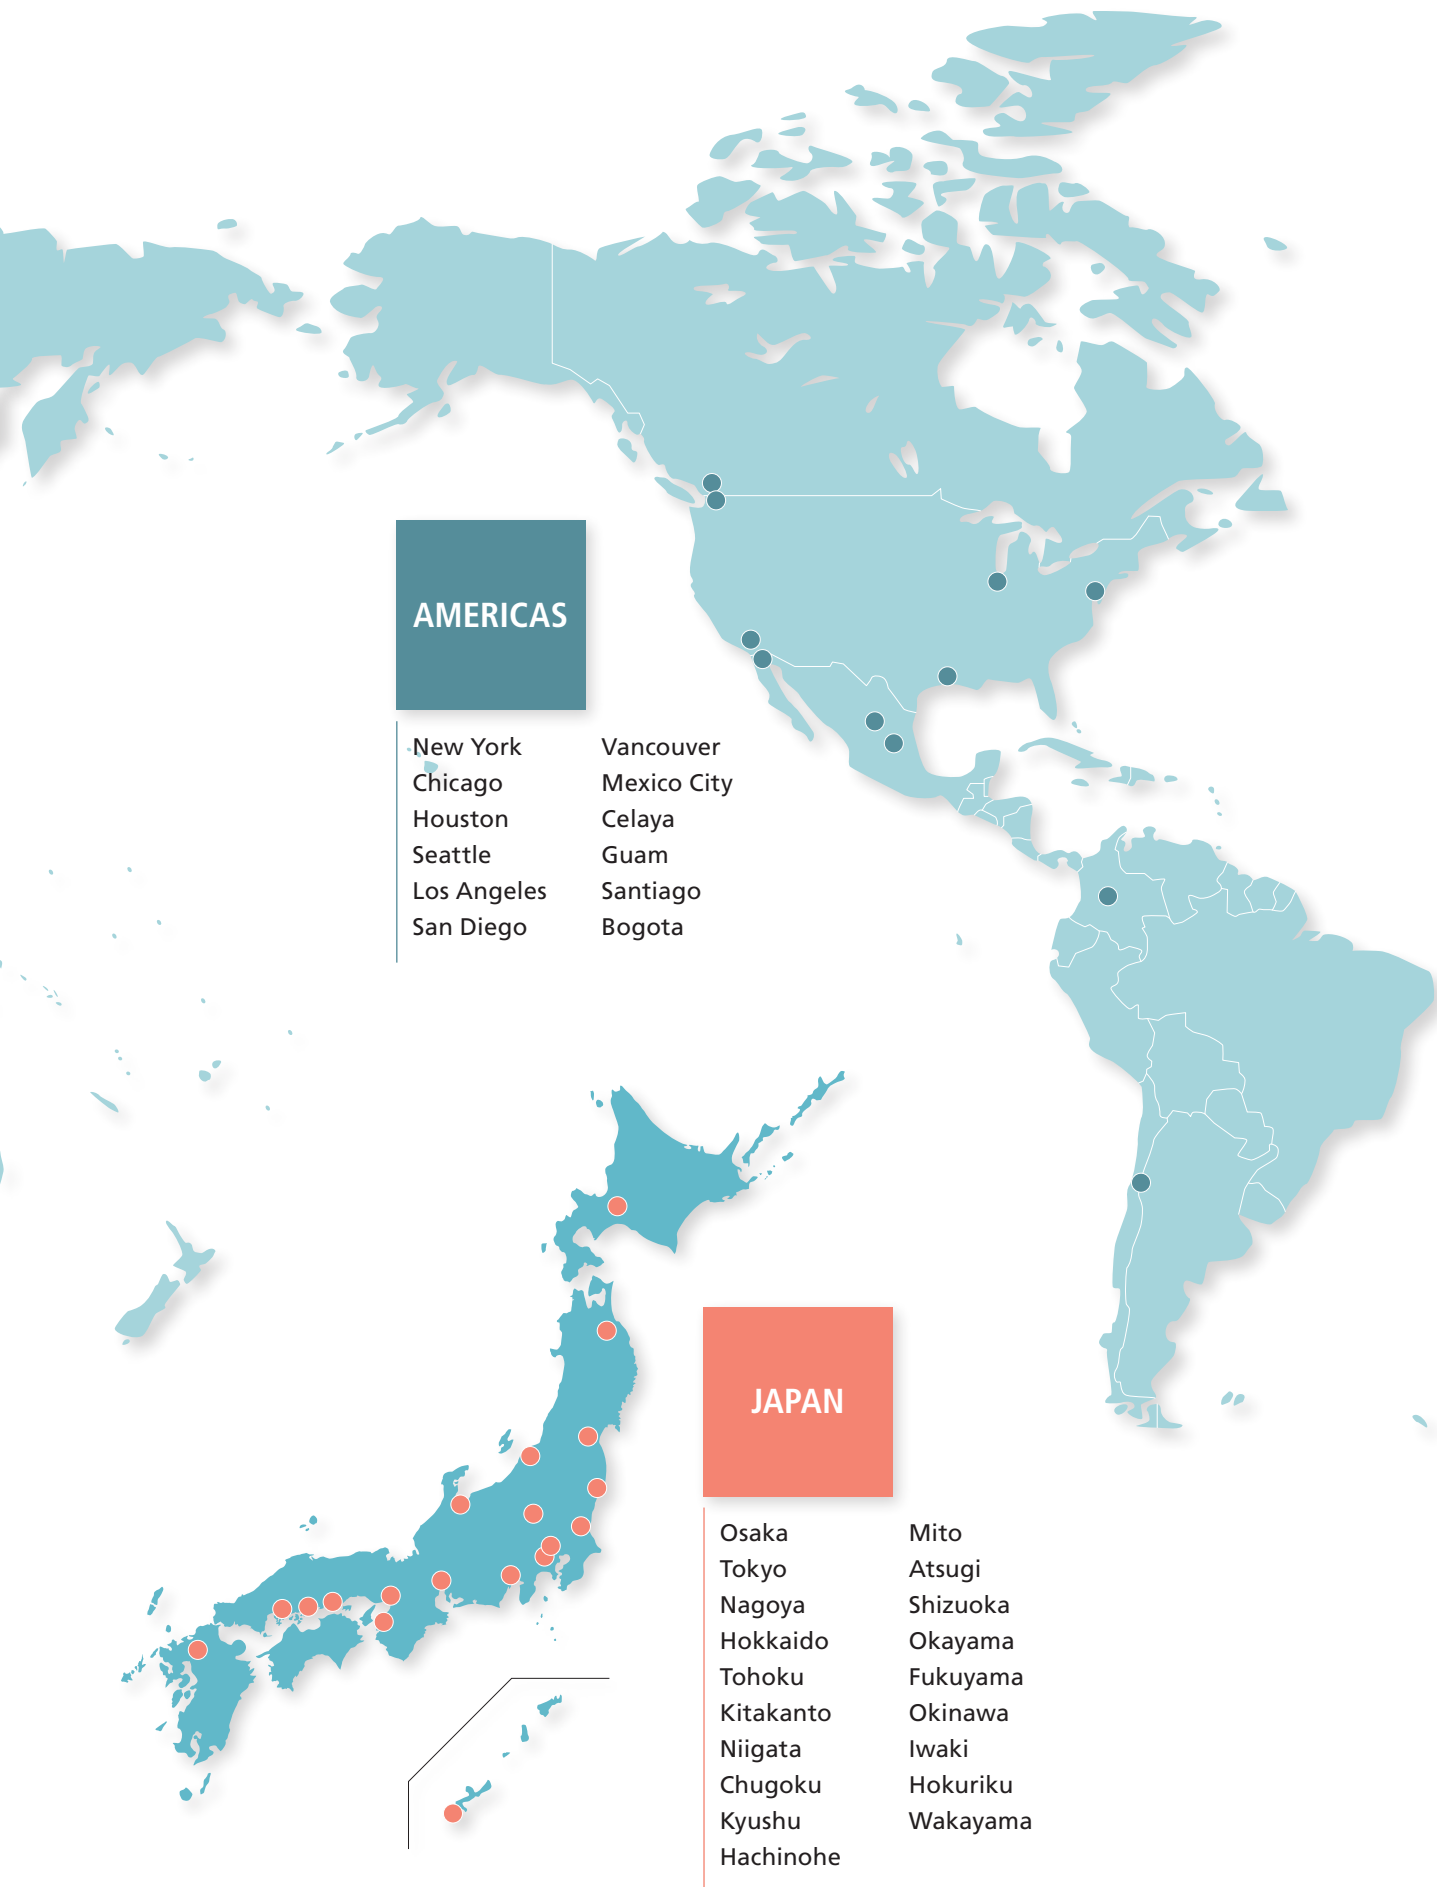 AMERICAS
New York
Chicago
Houston
Seattle
Los Angeles
San Diego
Vancouver
Mexico City
Celaya
Guam
Santiago
Bogota
JAPAN
Osaka
Tokyo
Nagoya
Hokkaido
Tohoku
Kitakanto
Niigata
Chugoku
Kyushu
Hachinohe
Mito
Atsugi
Shizuoka
Okayama
Fukuyama
Okinawa
Iwaki
Hokuriku
Wakayama